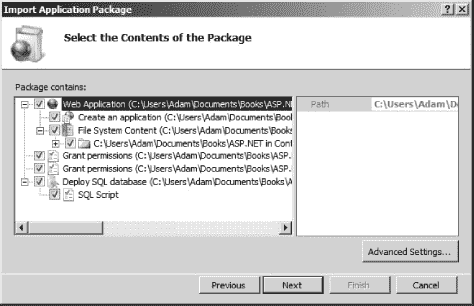 Import Application Package
Select the Contents of the Package
Package contains:
Web Application (C:\Users\Adam\Documents\Books\ASP.NE
Create an application (C:\Users\Adam\Documents\Bool
File System Content (C:\Users\Adam\Documents\Books
C:\Users\Adam\Documents\Books\ASP.NET in Cont
Grant permissions (C:\Users\Adam\Documents\Books\ASP.
Grant permissions (C:\Users\Adam\Documents\Books\ASP.
Deploy SQL database (C:\Users\Adam\Documents\Books\A
SQL Script
Path C:\Users\Adam\D
Advanced Settings...
Previous Next Finish Cancel